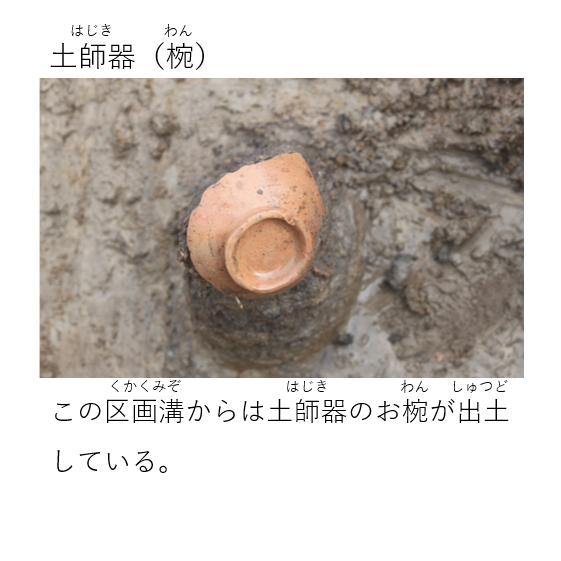 はじき わん
土師器（椀）
くかくみぞ はじき わん しゅつど
この区画溝からは土師器のお椀が出土
している。